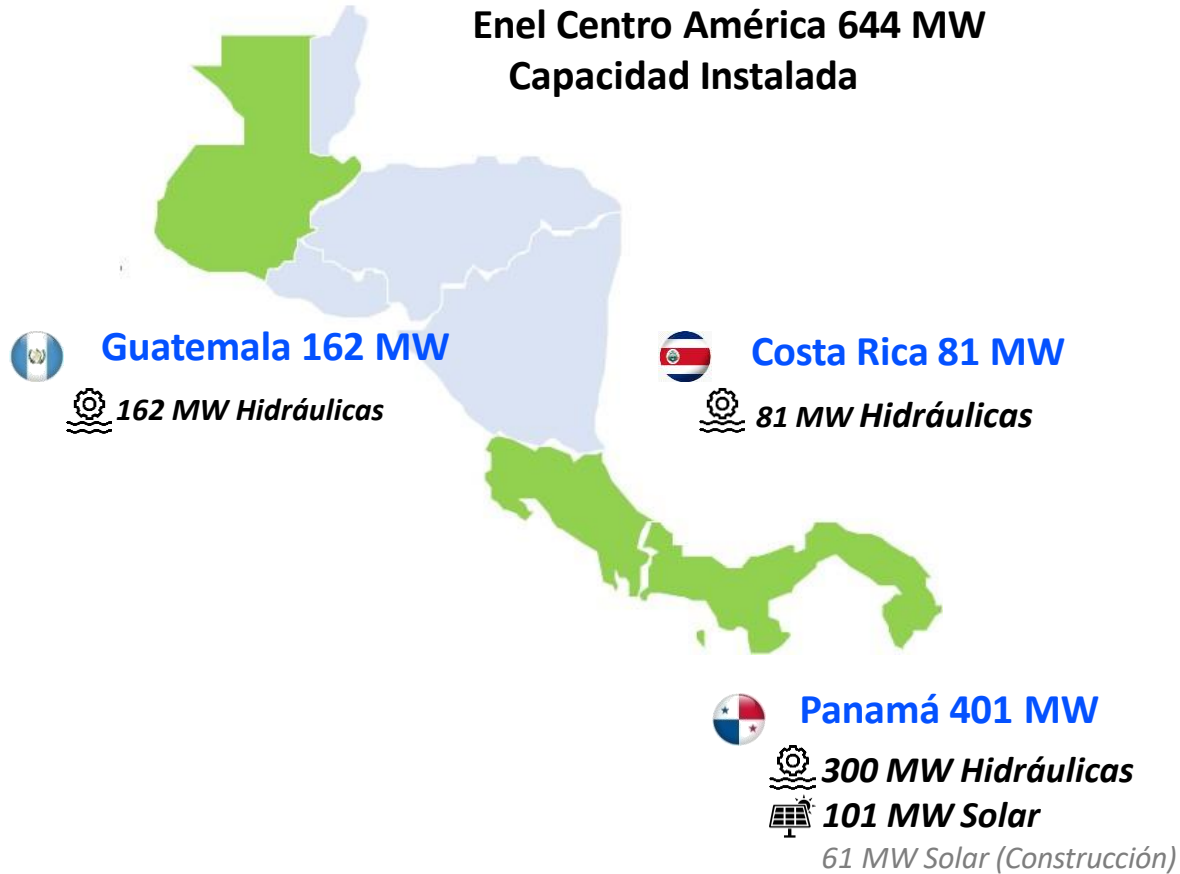 Enel Centro América 644 MW
Capacidad Instalada
Guatemala 162 MW
162 MW Hidráulicas
Costa Rica 81 MW
81 MW Hidráulicas
Panamá 401 MW
300 MW Hidráulicas
101 MW Solar
61 MW Solar (Construcción)